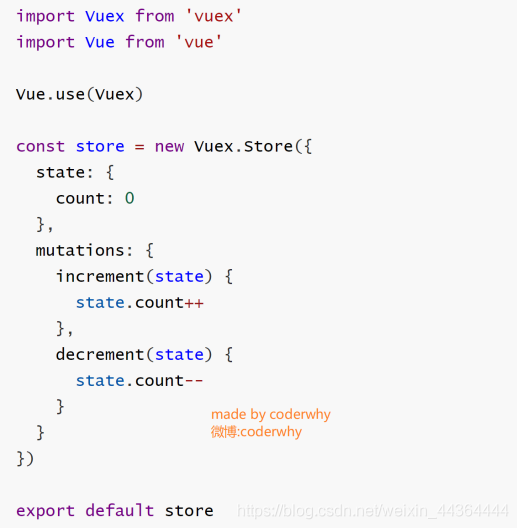 import Vuex from 'vuex'
import Vue from 'vue'
Vue.use(Vuex)
const store = new Vuex.Store({
  state: {
    count: 0
  },
  mutations: {
    increment(state) {
      state.count++
    },
    decrement(state) {
      state.count--
    }
  }
})
made by coderwhy
微博:coderwhy
export default store
https://blog.csdn.net/weixin_44364444